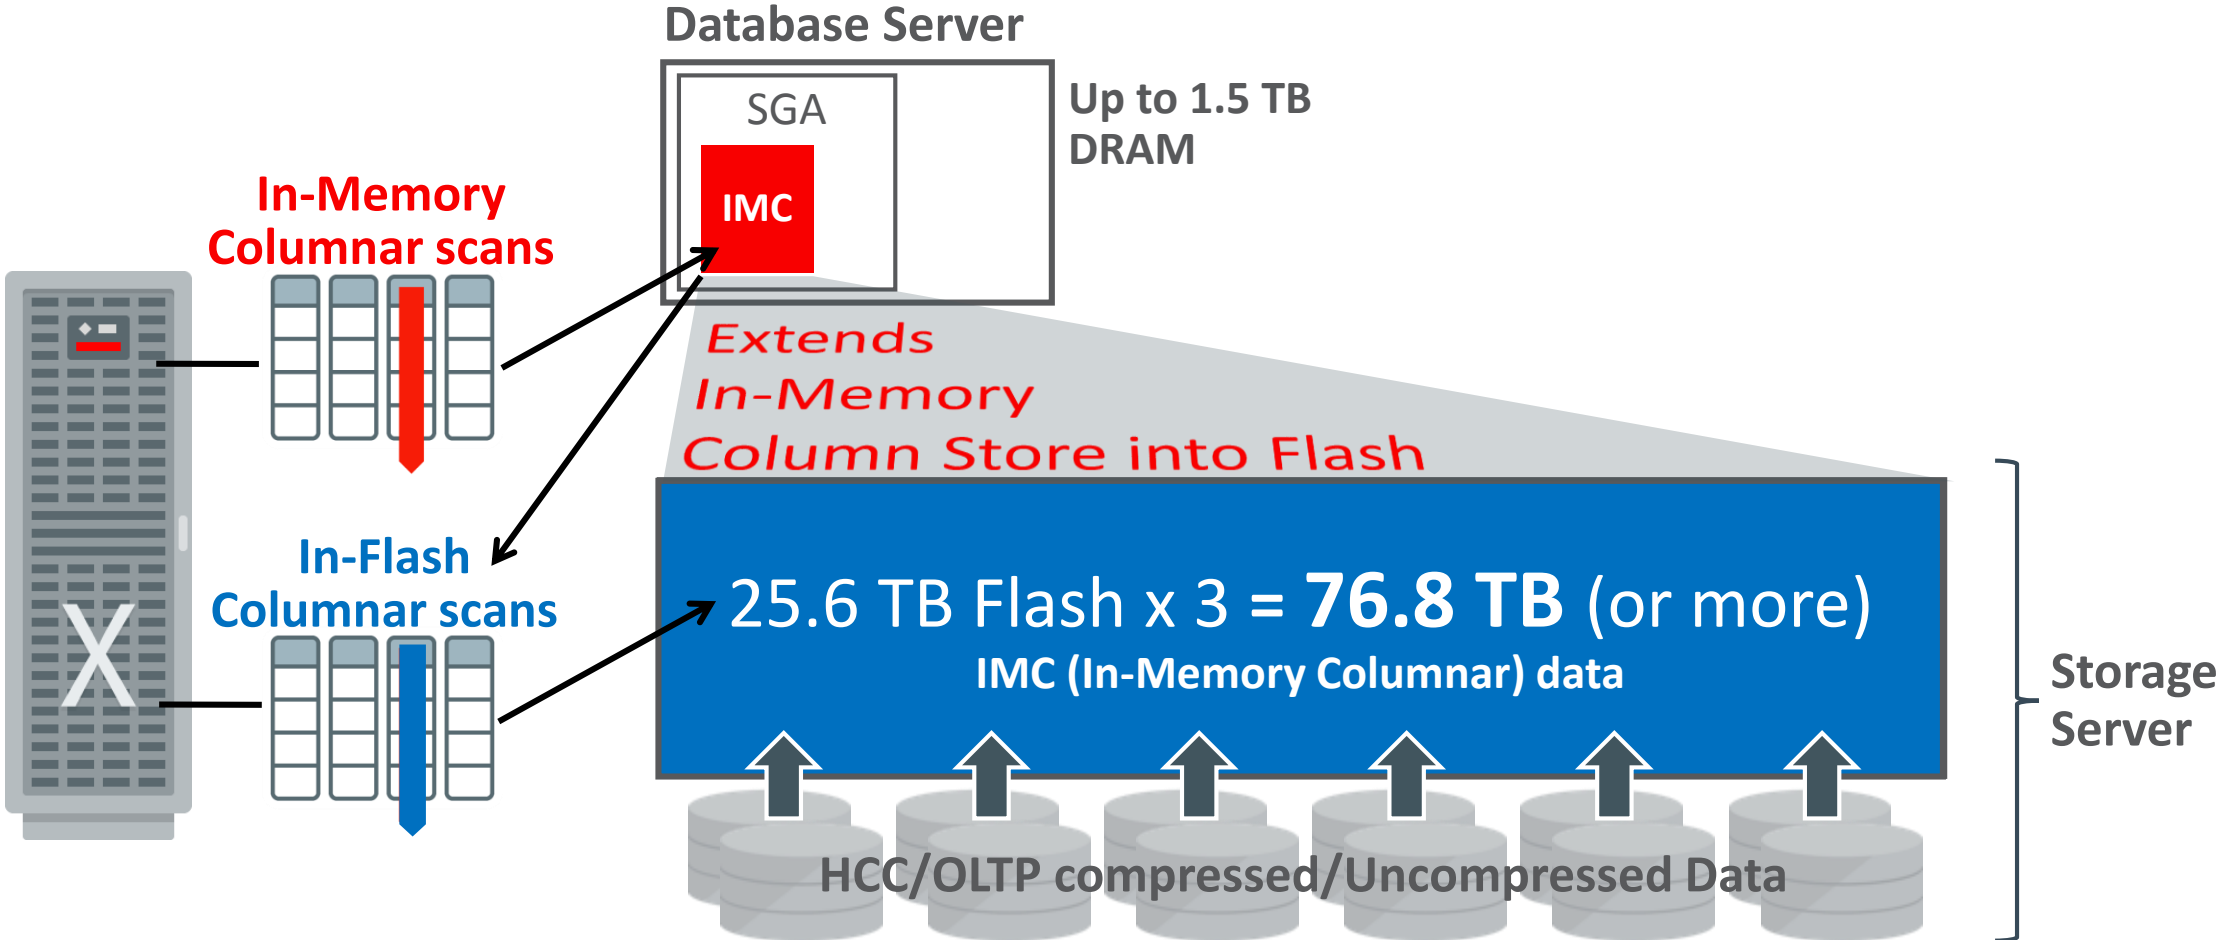 Database Server
SGA
IMC
Up to 1.5 TB
DRAM
In-Memory
Columnar scans
Extends
In-Memory
Column Store into Flash
In-Flash
Columnar scans
X
25.6 TB Flash x 3 = 76.8 TB (or more)
IMC (In-Memory Columnar) data
Storage
Server
HCC/OLTP compressed/Uncompressed Data